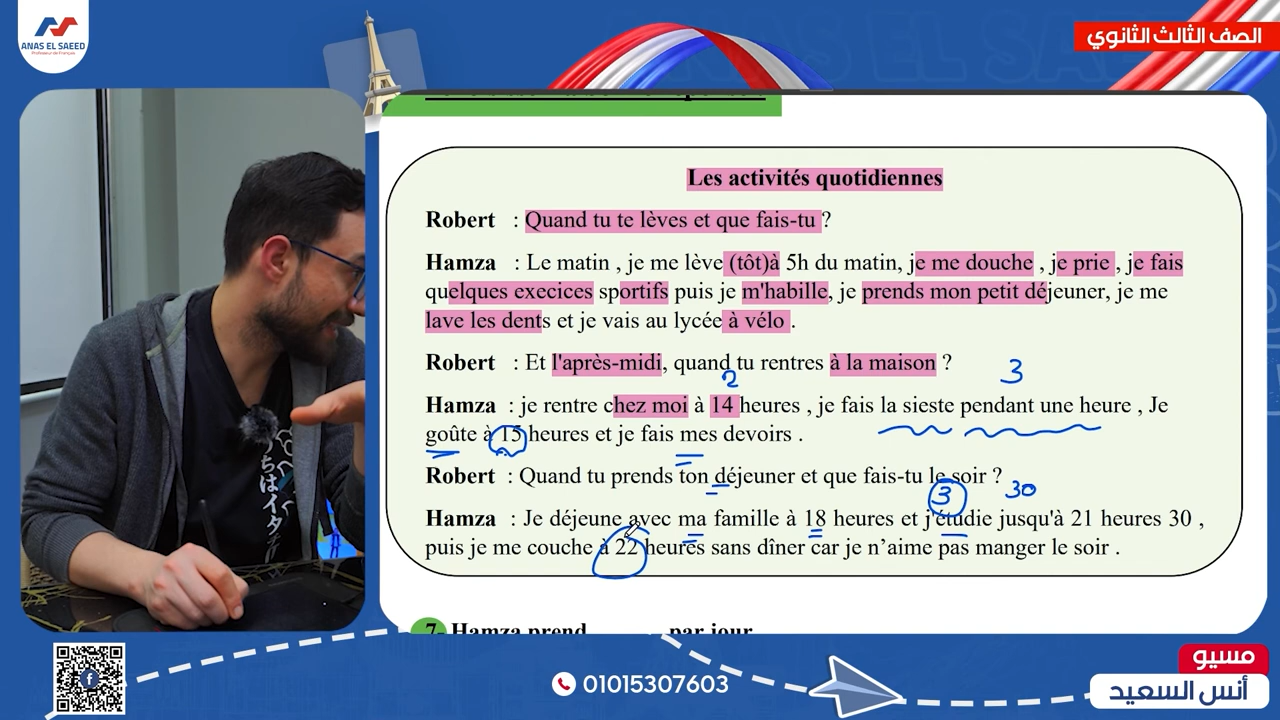 ANAS EL SAEED
Professeur de Français
الصف الثالث الثانوي
Les activités quotidiennes
Robert : Quand tu te lèves et que fais-tu ?
Hamza : Le matin , je me lève (tôt)à 5h du matin, je me douche , je prie , je fais
quelques execices sportifs puis je m'habille, je prends mon petit déjeuner, je me
lave les dents et je vais au lycée à vélo .
Robert : Et l'après-midi, quand tu rentres à la maison ?
2
3
Hamza : je rentre chez moi à 14 heures , je fais la sieste pendant une heure , Je
goûte à 15 heures et je fais mes devoirs .
Robert : Quand tu prends ton déjeuner et que fais-tu le soir ?
3
30
Hamza : Je déjeune avec ma famille à 18 heures et j'étudie jusqu'à 21 heures 30 ,
puis je me couche à 22 heures sans dîner car je n’aime pas manger le soir .
7- Hamza prend par jour
01015307603
مسيو
أنس السعيد